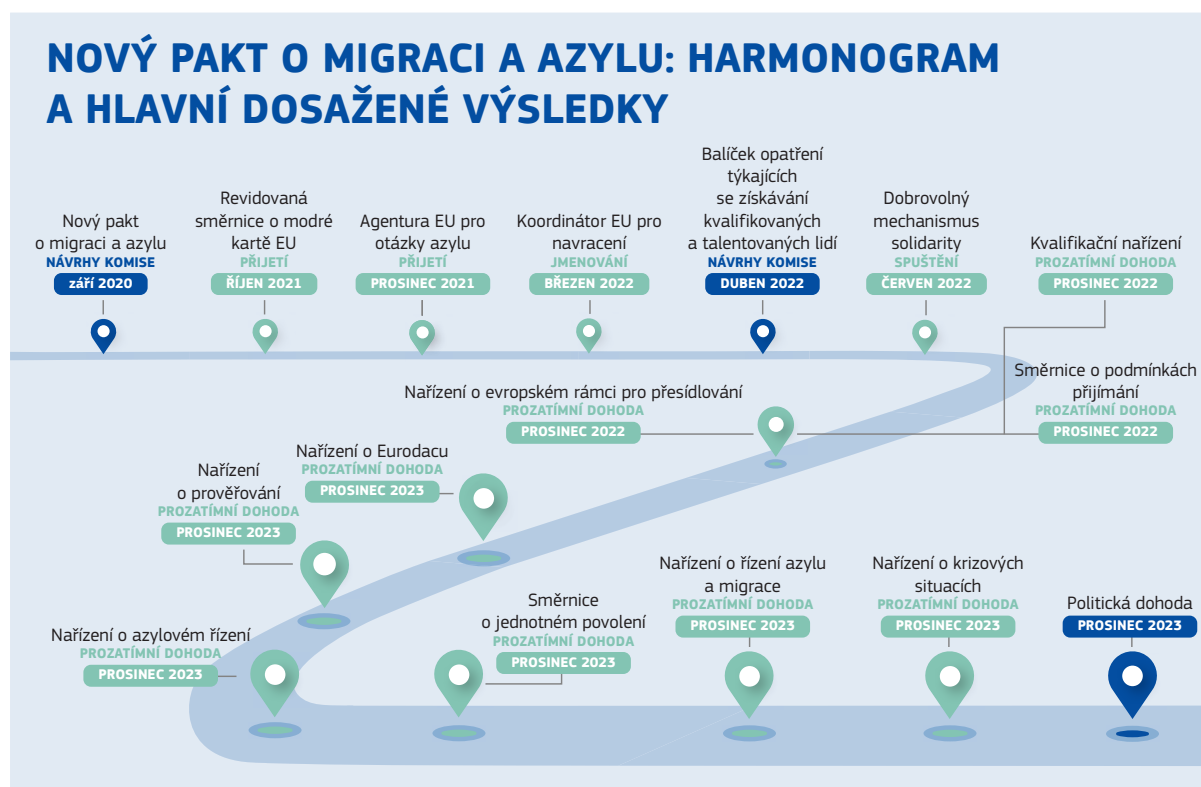 NOVÝ PAKT O MIGRACI A AZYLU: HARMONOGRAM
A HLAVNÍ DOSAŽENÉ VÝSLEDKY
Nový pakt
o migraci a azylu
NÁVRHY KOMISE
září 2020
Revidovaná
směrnice o modré
kartě EU
PŘIJETÍ
ŘÍJEN 2021
Agentura EU pro
otázky azylu
PŘIJETÍ
PROSINEC 2021
Koordinátor EU pro
navracení
JMENOVÁNÍ
BŘEZEN 2022
Balíček opatření
týkajících
se získávání
kvalifikovaných
a talentovaných lidí
NÁVRHY KOMISE
DUBEN 2022
Dobrovolný
mechanismus
solidarity
SPUŠTĚNÍ
ČERVEN 2022
Kvalifikační nařízení
PROZATÍMNÍ DOHODA
PROSINEC 2022
Směrnice o podmínkách
přijímání
PROZATÍMNÍ DOHODA
PROSINEC 2022
Nařízení o evropském rámci pro přesídlování
PROZATÍMNÍ DOHODA
PROSINEC 2022
Nařízení o Eurodacu
PROZATÍMNÍ DOHODA
PROSINEC 2023
Nařízení
o prověřování
PROZATÍMNÍ DOHODA
PROSINEC 2023
Nařízení o azylovém řízení
PROZATÍMNÍ DOHODA
PROSINEC 2023
Směrnice
o jednotném povolení
PROZATÍMNÍ DOHODA
PROSINEC 2023
Nařízení o řízení azylu
a migrace
PROZATÍMNÍ DOHODA
PROSINEC 2023
Nařízení o krizových
situacích
PROZATÍMNÍ DOHODA
PROSINEC 2023
Politická dohoda
PROSINEC 2023